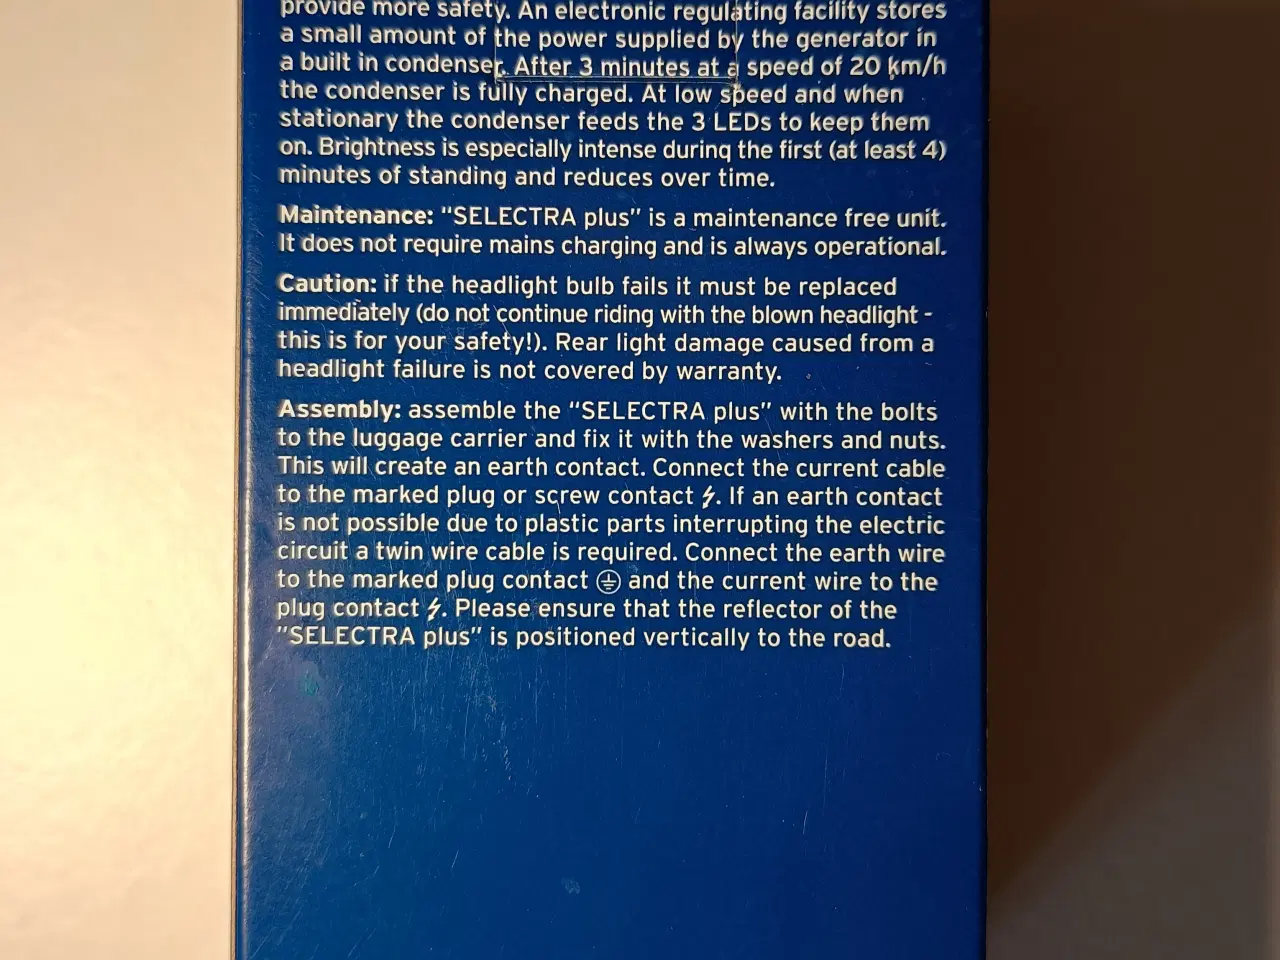 provide more safety. An electronic regulating facility stores
a small amount of the power supplied by the generator in
a built in condenser. After 3 minutes at a speed of 20 km/h
the condenser is fully charged. At low speed and when
stationary the condenser feeds the 3 LEDs to keep them
on. Brightness is especially intense during the first (at least 4)
minutes of standing and reduces over time.
Maintenance: "SELECTRA plus" is a maintenance free unit.
It does not require mains charging and is always operational.
Caution: if the headlight bulb fails it must be replaced
immediately (do not continue riding with the blown headlight -
this is for your safety!). Rear light damage caused from a
headlight failure is not covered by warranty.
Assembly: assemble the "SELECTRA plus" with the bolts
to the luggage carrier and fix it with the washers and nuts.
This will create an earth contact. Connect the current cable
to the marked plug or screw contact ⚡. If an earth contact
is not possible due to plastic parts interrupting the electric
circuit a twin wire cable is required. Connect the earth wire
to the marked plug contact ⏚ and the current wire to the
plug contact ⚡. Please ensure that the reflector of the
"SELECTRA plus" is positioned vertically to the road.